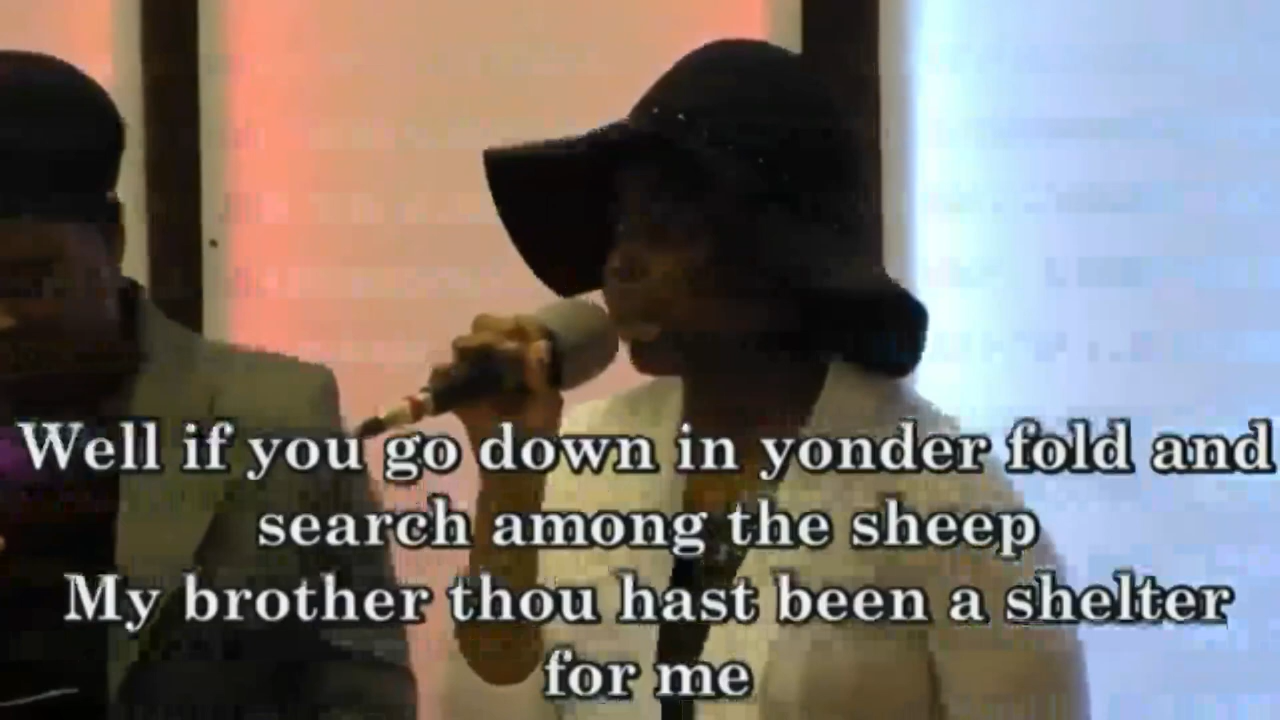 Well if you go down in yonder fold and
search among the sheep
My brother thou hast been a shelter
for me